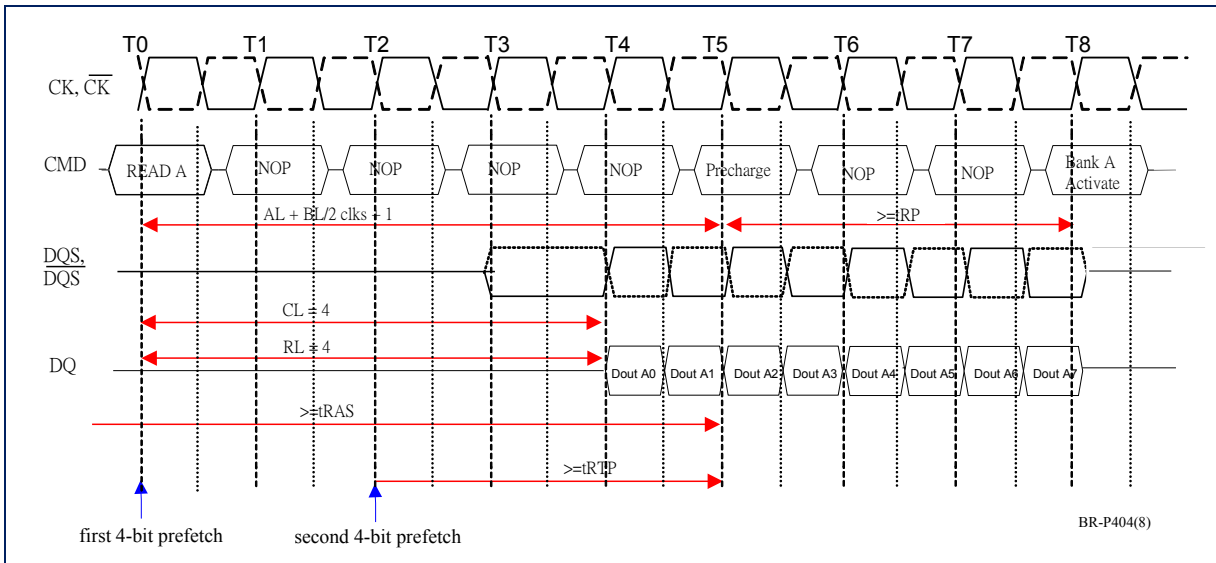 T0 T1 T2 T3 T4 T5 T6 T7 T8
CK, CK
CMD READ A NOP NOP NOP NOP Precharge NOP NOP Bank A Activate
AL + BL/2 clks + 1 >=tRP
DQS,
DQS
CL = 4
RL = 4
DQ Dout A0 Dout A1 Dout A2 Dout A3 Dout A4 Dout A5 Dout A6 Dout A7
>=tRAS
>=tRTP
first 4-bit prefetch second 4-bit prefetch
BR-P404(8)